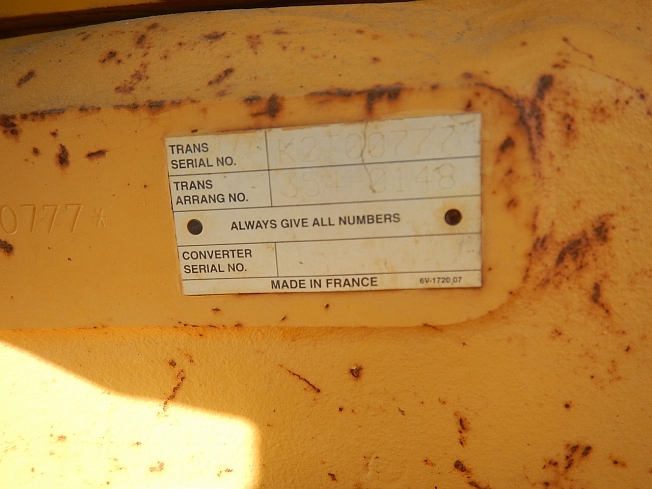 TRANS
SERIAL NO.
TRANS
ARRANG NO.
0777*
ALWAYS GIVE ALL NUMBERS
CONVERTER
SERIAL NO.
MADE IN FRANCE 6V-1720 07